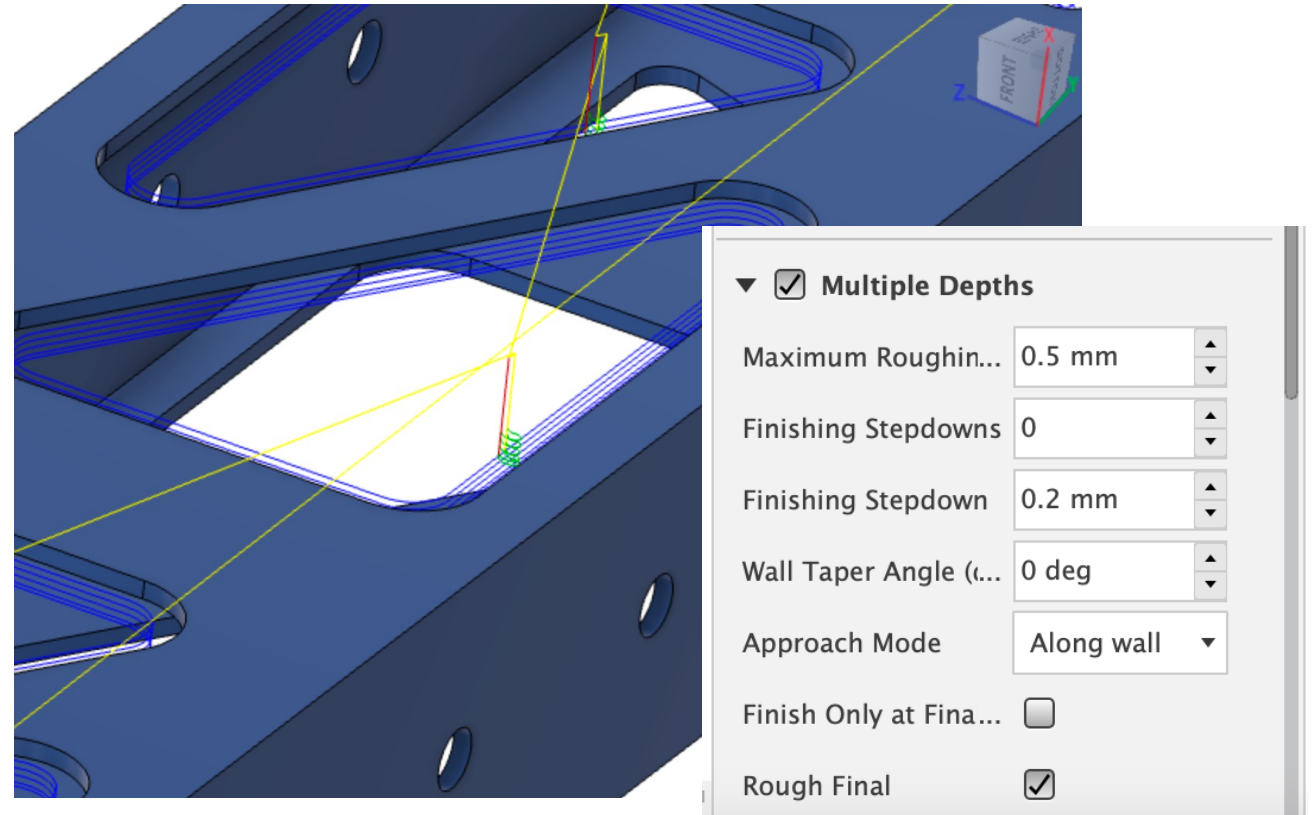 FRONT
X
Z
Y
Multiple Depths
Maximum Roughin... 0.5 mm
Finishing Stepdowns 0
Finishing Stepdown 0.2 mm
Wall Taper Angle (... 0 deg
Approach Mode Along wall
Finish Only at Fina...
Rough Final